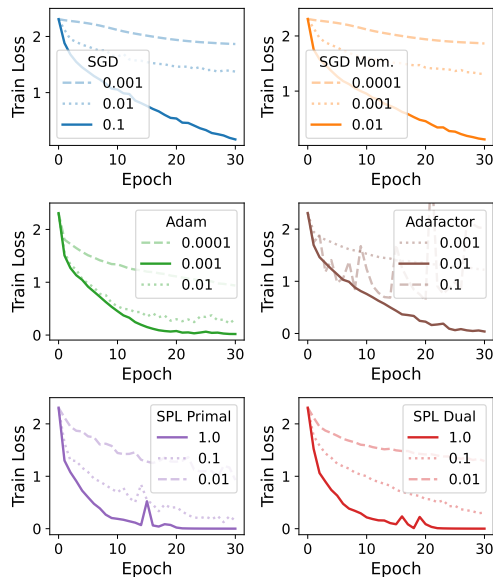 Train Loss
2
1
SGD
0.001
0.01
0.1
0 10 20 30
Epoch
Train Loss
2
1
SGD Mom.
0.0001
0.001
0.01
0 10 20 30
Epoch
Train Loss
2
1
0
Adam
0.0001
0.001
0.01
0 10 20 30
Epoch
Train Loss
2
1
0
Adafactor
0.001
0.01
0.1
0 10 20 30
Epoch
Train Loss
2
1
0
SPL Primal
1.0
0.1
0.01
0 10 20 30
Epoch
Train Loss
2
1
0
SPL Dual
1.0
0.1
0.01
0 10 20 30
Epoch